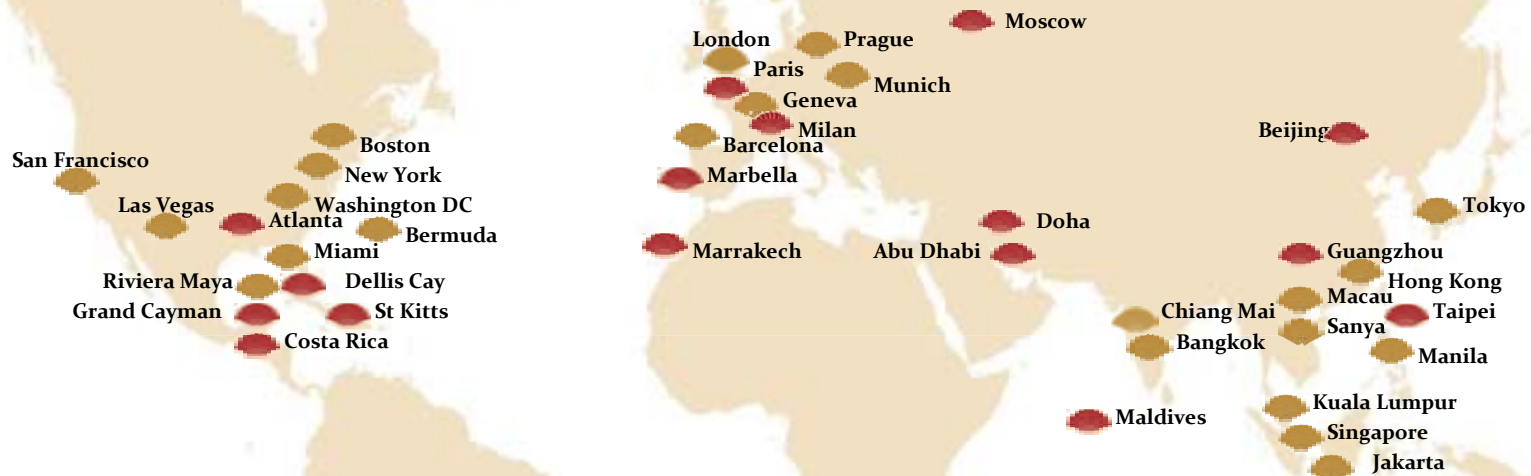 Moscow
London
Prague
Paris
Munich
Geneva
Milan
Barcelona
Marbella
Marrakech
Doha
Abu Dhabi
Beijing
Tokyo
Guangzhou
Hong Kong
Macau
Taipei
Sanya
Manila
Chiang Mai
Bangkok
Maldives
Kuala Lumpur
Singapore
Jakarta
Boston
San Francisco
New York
Las Vegas
Washington DC
Atlanta
Bermuda
Miami
Riviera Maya
Dellis Cay
Grand Cayman
St Kitts
Costa Rica